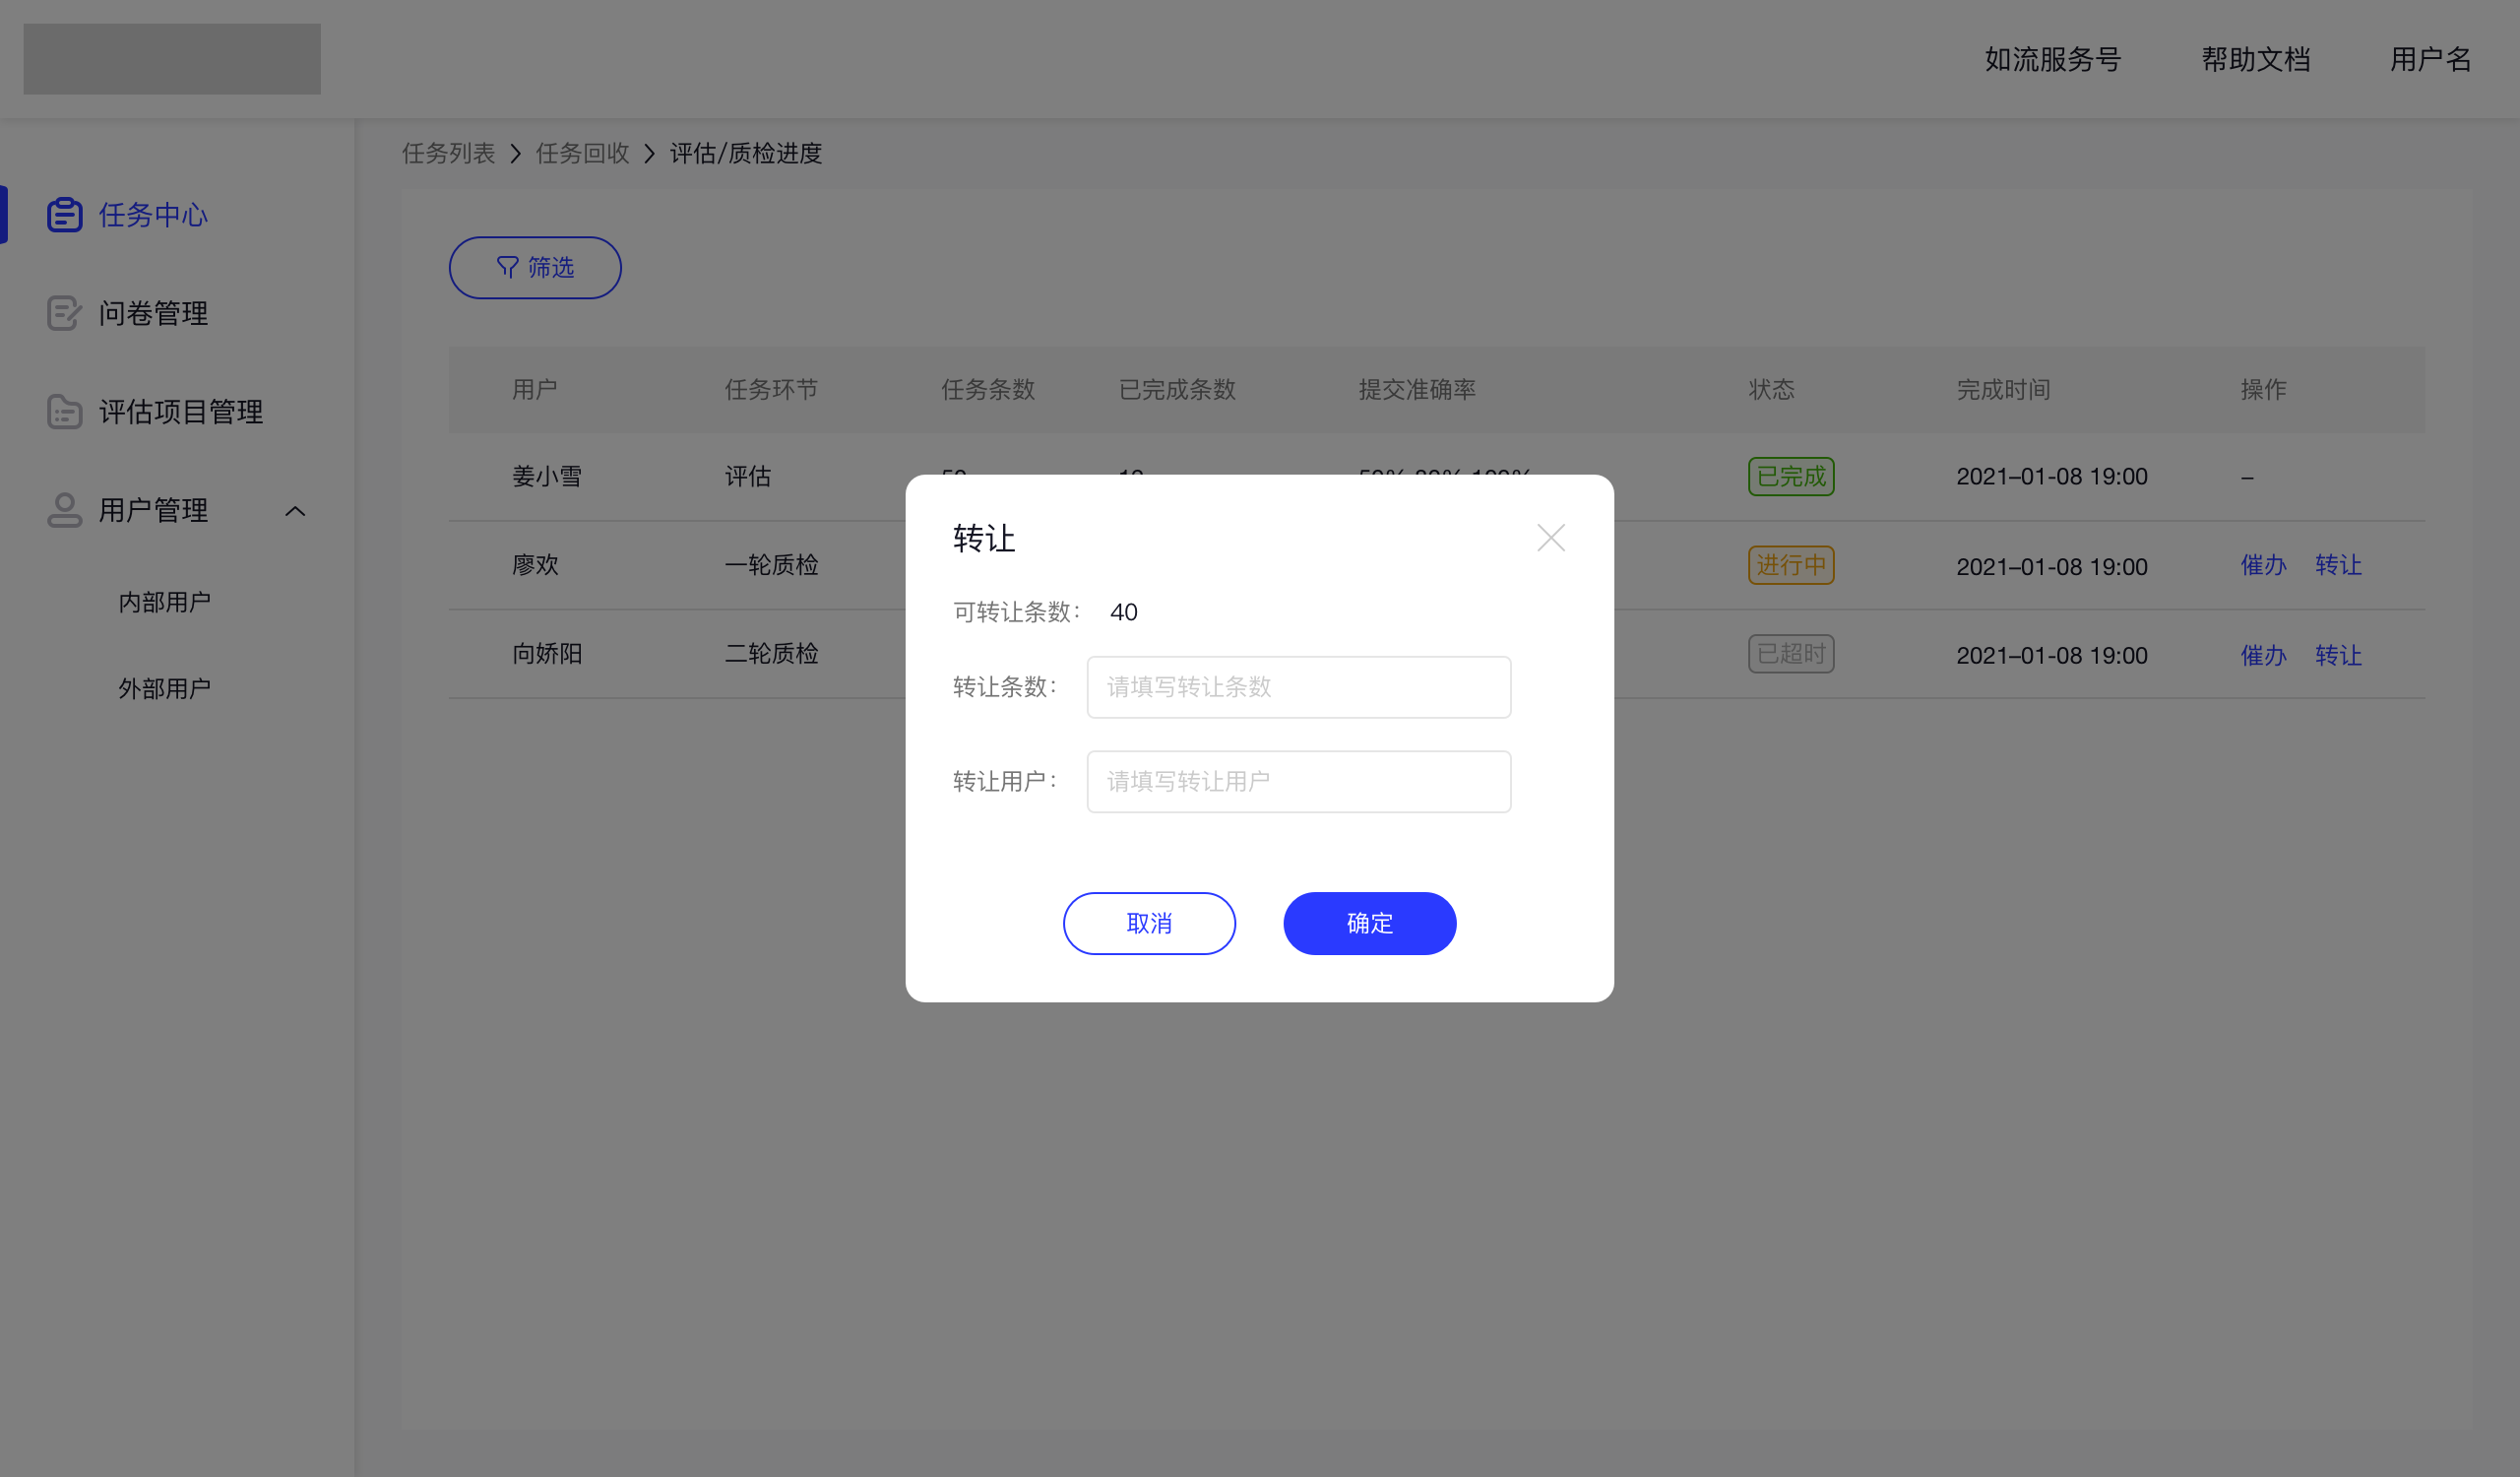 如流服务号 帮助文档 用户名
任务列表 任务回收 评估/质检进度
任务中心
问卷管理
评估项目管理
用户管理
内部用户
外部用户
筛选
用户 任务环节 任务条数 已完成条数 提交准确率 状态 完成时间 操作
姜小雪 评估 已完成 2021-01-08 19:00 –
廖欢 一轮质检 进行中 2021–01-08 19:00 催办 转让
向娇阳 二轮质检 已超时 2021–01-08 19:00 催办 转让
转让
可转让条数: 40
转让条数: 请填写转让条数
转让用户: 请填写转让用户
取消 确定